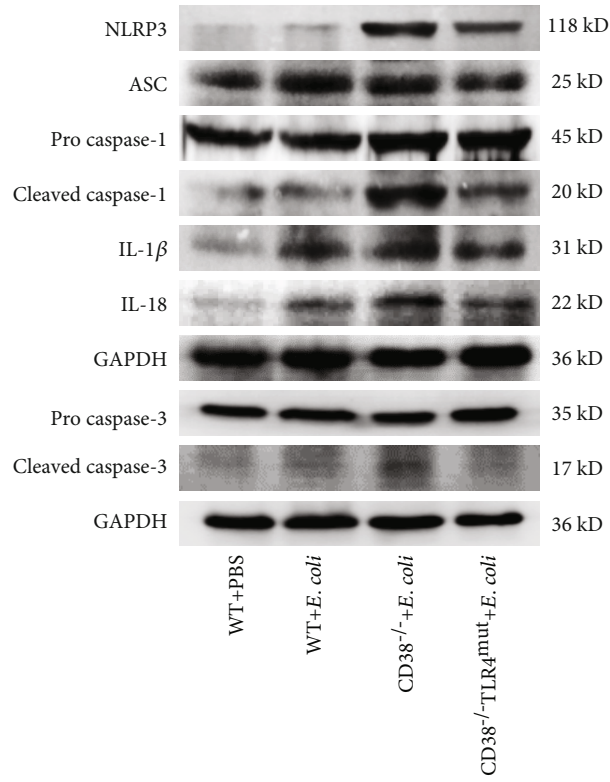 NLRP3 118 kD
ASC 25 kD
Pro caspase-1 45 kD
Cleaved caspase-1 20 kD
IL-1β 31 kD
IL-18 22 kD
GAPDH 36 kD
Pro caspase-3 35 kD
Cleaved caspase-3 17 kD
GAPDH 36 kD
WT+PBS
WT+E. coli
CD38⁻/⁻+E. coli
CD38⁻/⁻TLR4ᵐᵘᵗ+E. coli